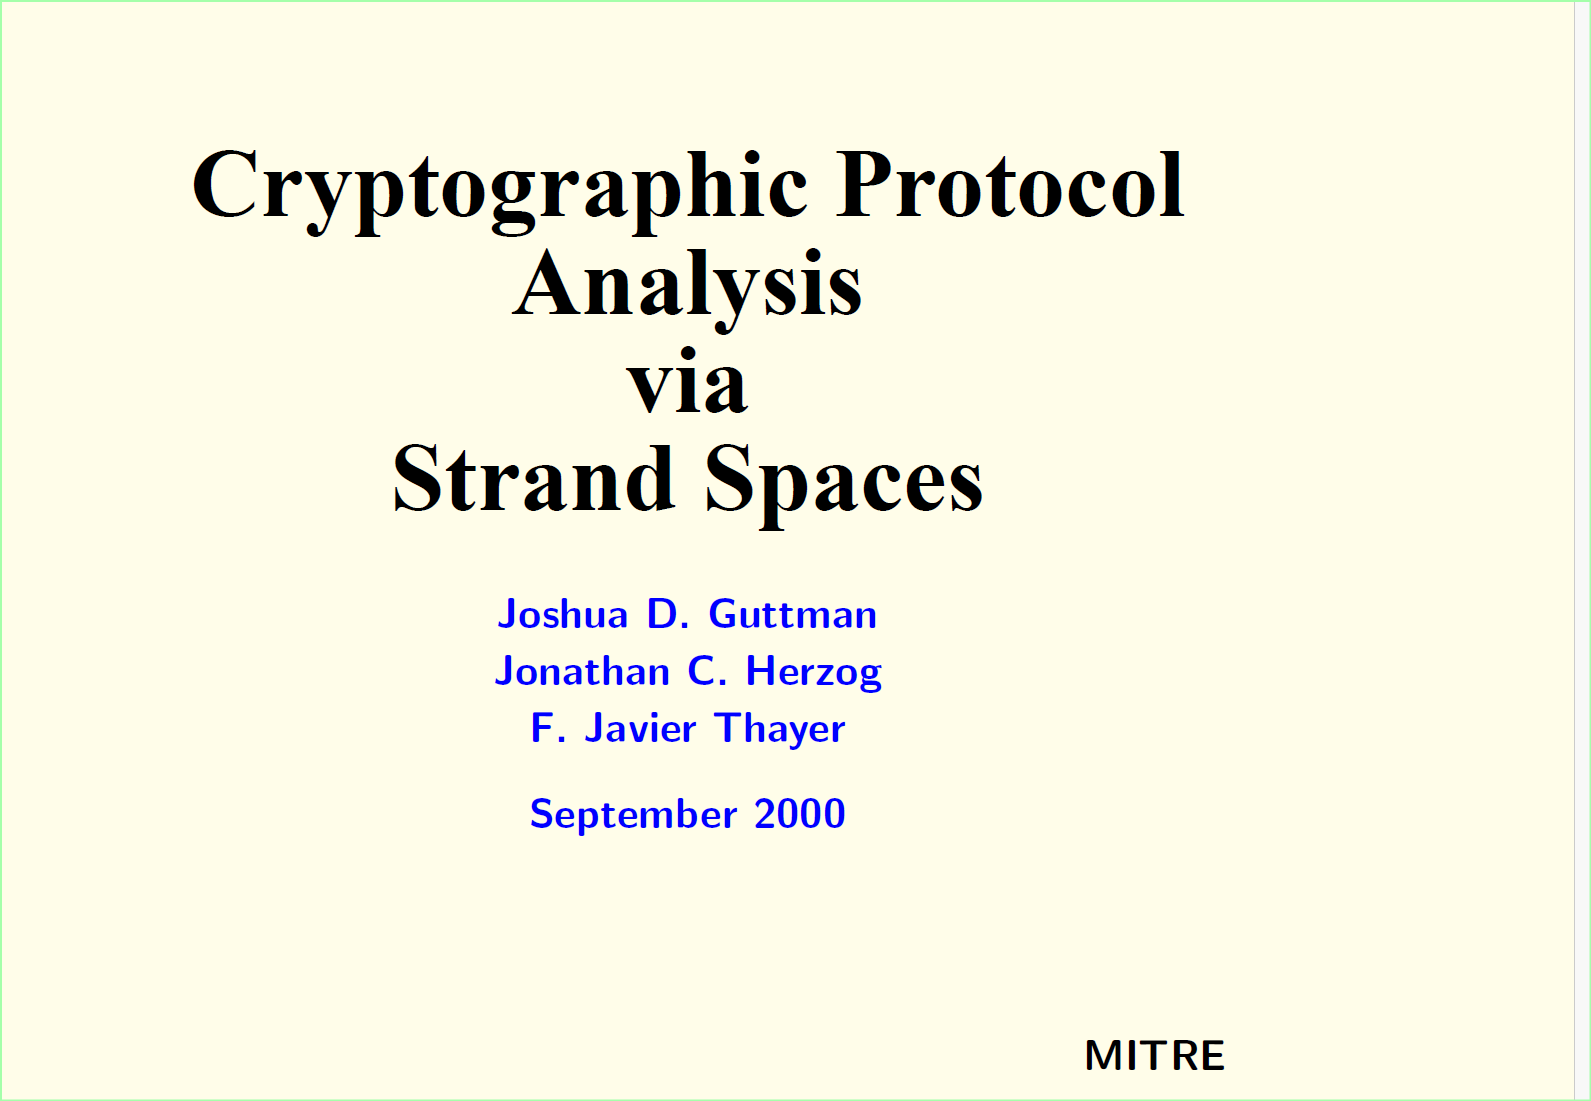 Cryptographic Protocol
Analysis
via
Strand Spaces
Joshua D. Guttman
Jonathan C. Herzog
F. Javier Thayer
September 2000
MITRE